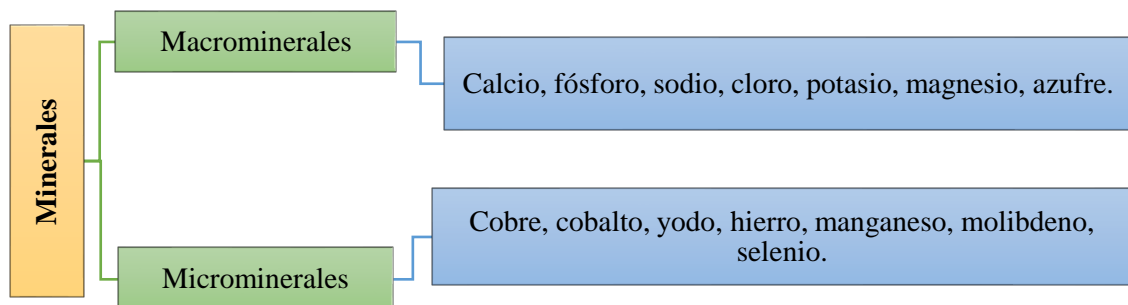 Minerales
Macrominerales
Calcio, fósforo, sodio, cloro, potasio, magnesio, azufre.
Microminerales
Cobre, cobalto, yodo, hierro, manganeso, molibdeno,
selenio.